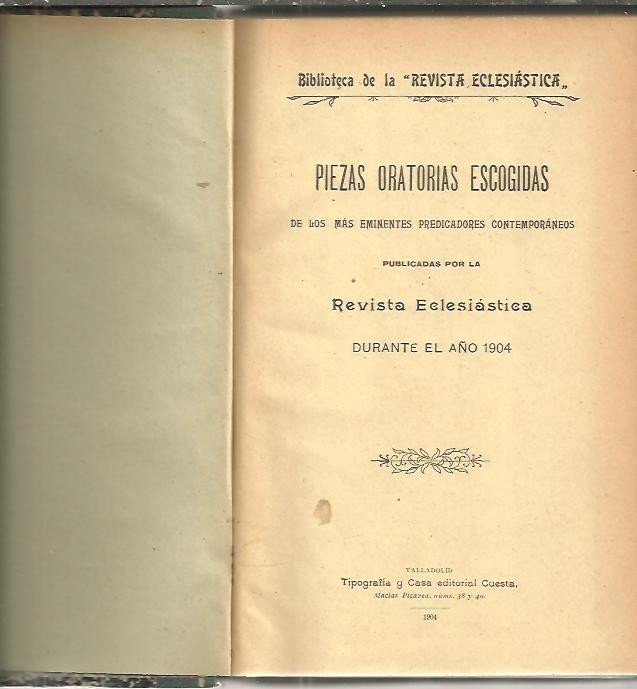 Biblioteca de la "REVISTA ECLESIÁSTICA„
PIEZAS ORATORIAS ESCOGIDAS
DE LOS MÁS EMINENTES PREDICADORES CONTEMPORÁNEOS
PUBLICADAS POR LA
Revista Eclesiástica
DURANTE EL AÑO 1904
VALLADOLID
Tipografía y Casa editorial Cuesta,
Macías Picavea, núms. 38 y 40.
1904